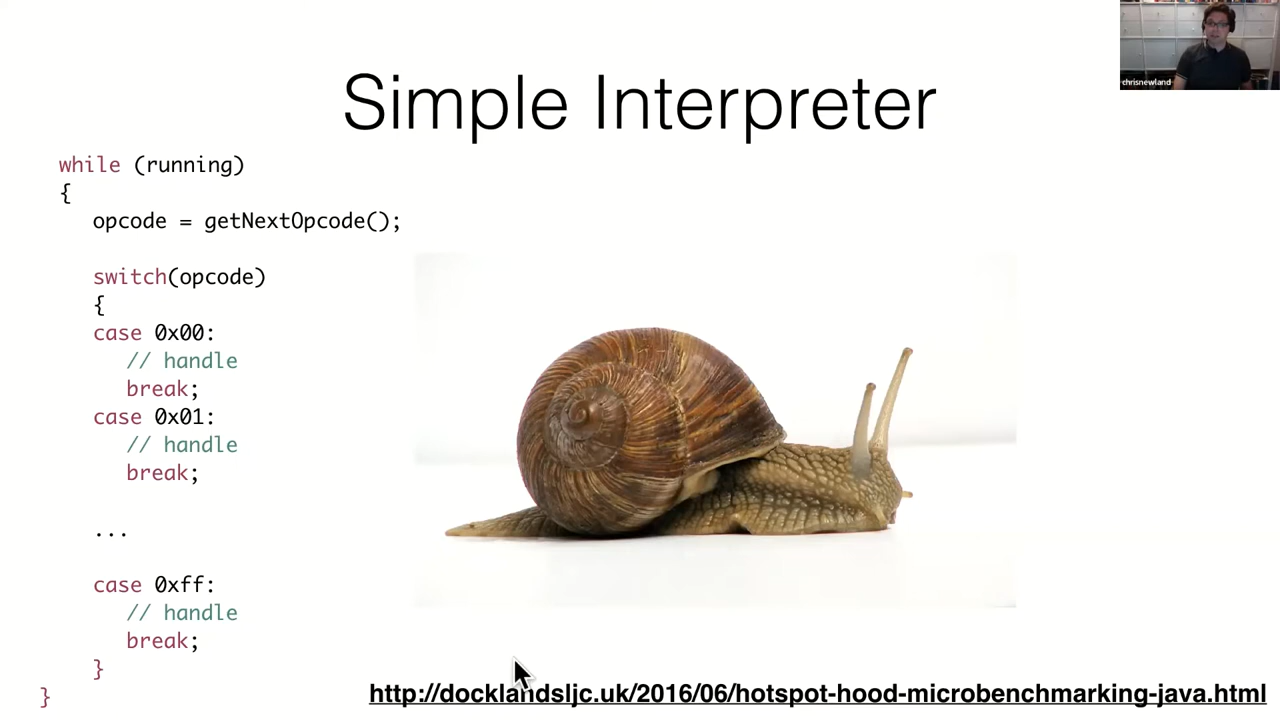 chrisnewland
Simple Interpreter
while (running)
{
opcode = getNextOpcode();
switch(opcode)
{
case 0x00:
// handle
break;
case 0x01:
// handle
break;
...
case 0xff:
// handle
break;
}
}
http://docklandsljc.uk/2016/06/hotspot-hood-microbenchmarking-java.html